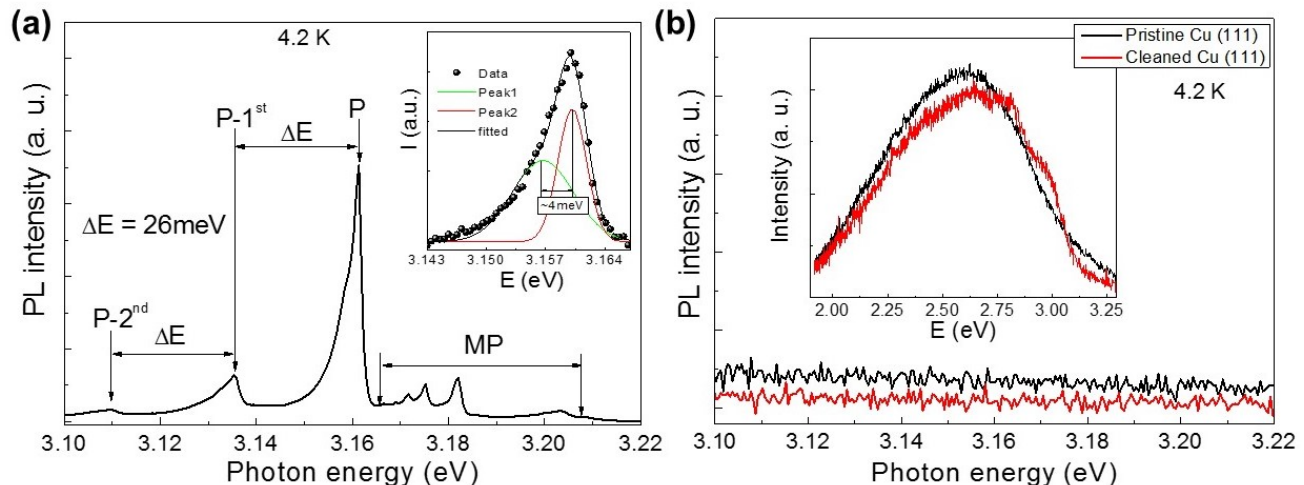 (a)
4.2 K
P-1st
ΔE
P
ΔE = 26meV
P-2nd
ΔE
MP
PL intensity (a. u.)
3.10 3.12 3.14 3.16 3.18 3.20 3.22
Photon energy (eV)
Data
Peak1
Peak2
fitted
~4meV
I (a.u.)
3.143 3.150 3.157 3.164
E (eV)
(b)
Pristine Cu (111)
Cleaned Cu (111)
4.2 K
PL intensity (a. u.)
3.10 3.12 3.14 3.16 3.18 3.20 3.22
Photon energy (eV)
Intensity (a. u.)
2.00 2.25 2.50 2.75 3.00 3.25
E (eV)